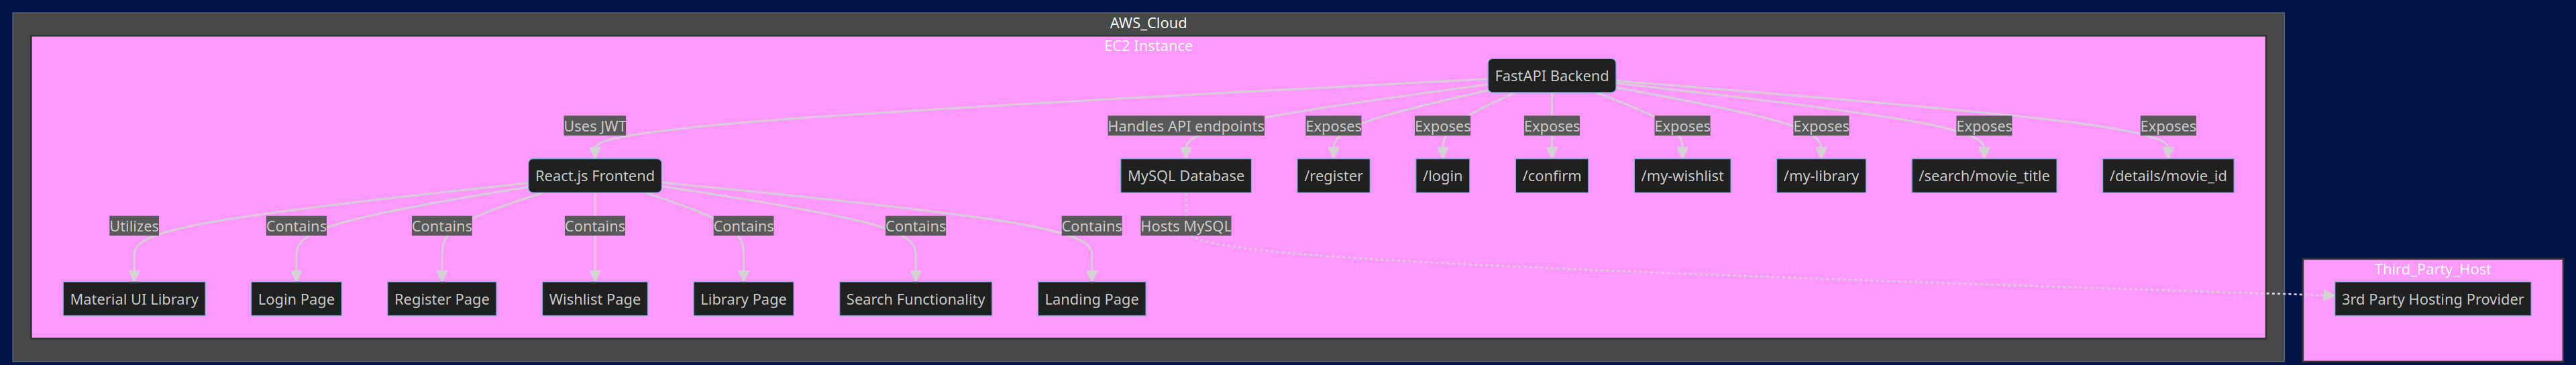 AWS_Cloud
EC2 Instance
FastAPI Backend
Uses JWT
Handles API endpoints
Exposes
Exposes
Exposes
Exposes
Exposes
Exposes
Exposes
React.js Frontend
MySQL Database
/register
/login
/confirm
/my-wishlist
/my-library
/search/movie_title
/details/movie_id
Utilizes
Contains
Contains
Contains
Contains
Contains
Contains
Hosts MySQL
Third_Party_Host
Material UI Library
Login Page
Register Page
Wishlist Page
Library Page
Search Functionality
Landing Page
3rd Party Hosting Provider